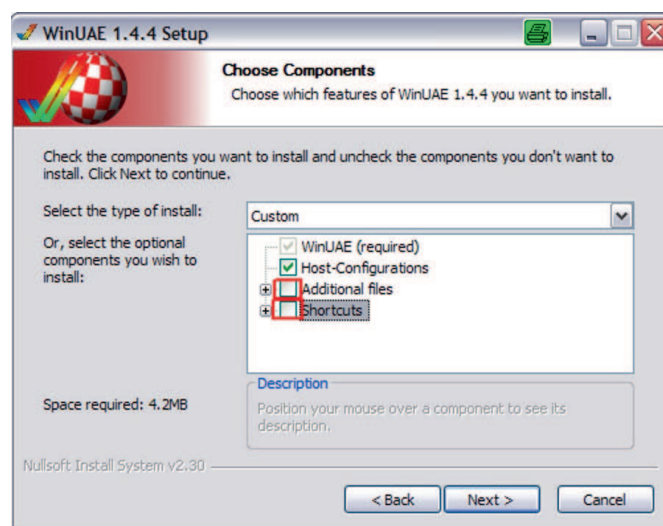 WinUAE 1.4.4 Setup
Choose Components
Choose which features of WinUAE 1.4.4 you want to install.
Check the components you want to install and uncheck the components you don't want to
install. Click Next to continue.
Select the type of install:
Custom
Or, select the optional
components you wish to
install:
WinUAE (required)
Host-Configurations
Additional files
Shortcuts
Space required: 4.2MB
Description
Position your mouse over a component to see its
description.
Nullsoft Install System v2.30
< Back
Next >
Cancel